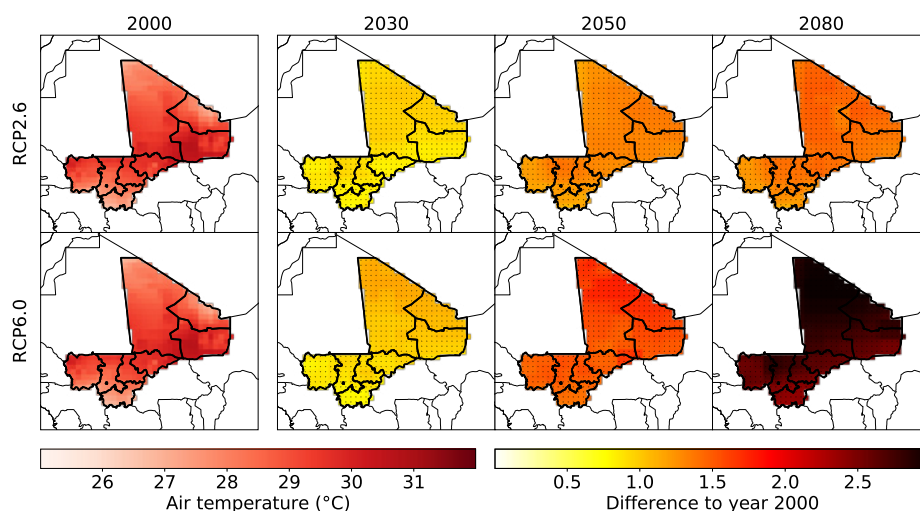 2000 2030 2050 2080
RCP2.6
RCP6.0
26 27 28 29 30 31
Air temperature (°C)
0.5 1.0 1.5 2.0 2.5
Difference to year 2000